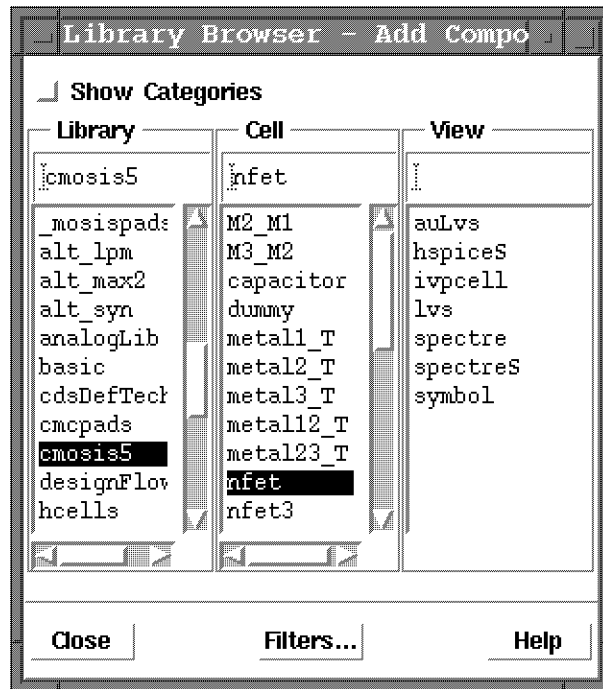 Library Browser - Add Compo
Show Categories
Library
cmosis5
_mosispads
alt_lpm
alt_max2
alt_syn
analogLib
basic
cdsDefTech
cmcpads
cmosis5
designFlow
hcells
Cell
nfet
M2_M1
M3_M2
capacitor
dummy
metal1_T
metal2_T
metal3_T
metal12_T
metal23_T
nfet
nfet3
View
auLvs
hspiceS
ivpcell
lvs
spectre
spectreS
symbol
Close
Filters...
Help